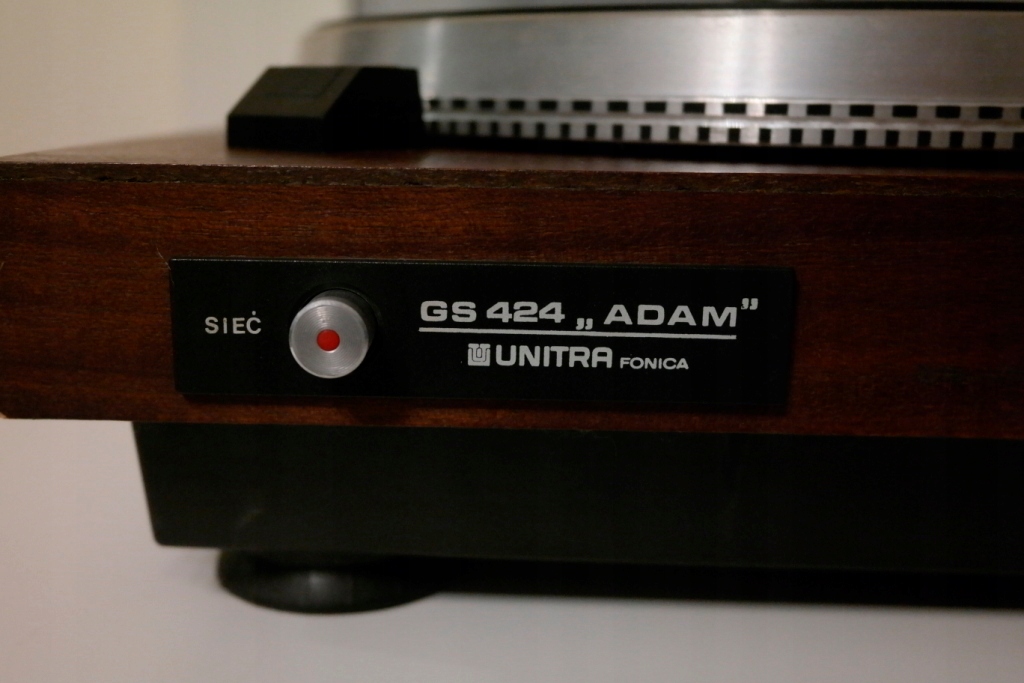 SIEĆ
GS 424 „ADAM”
UNITRA FONICA